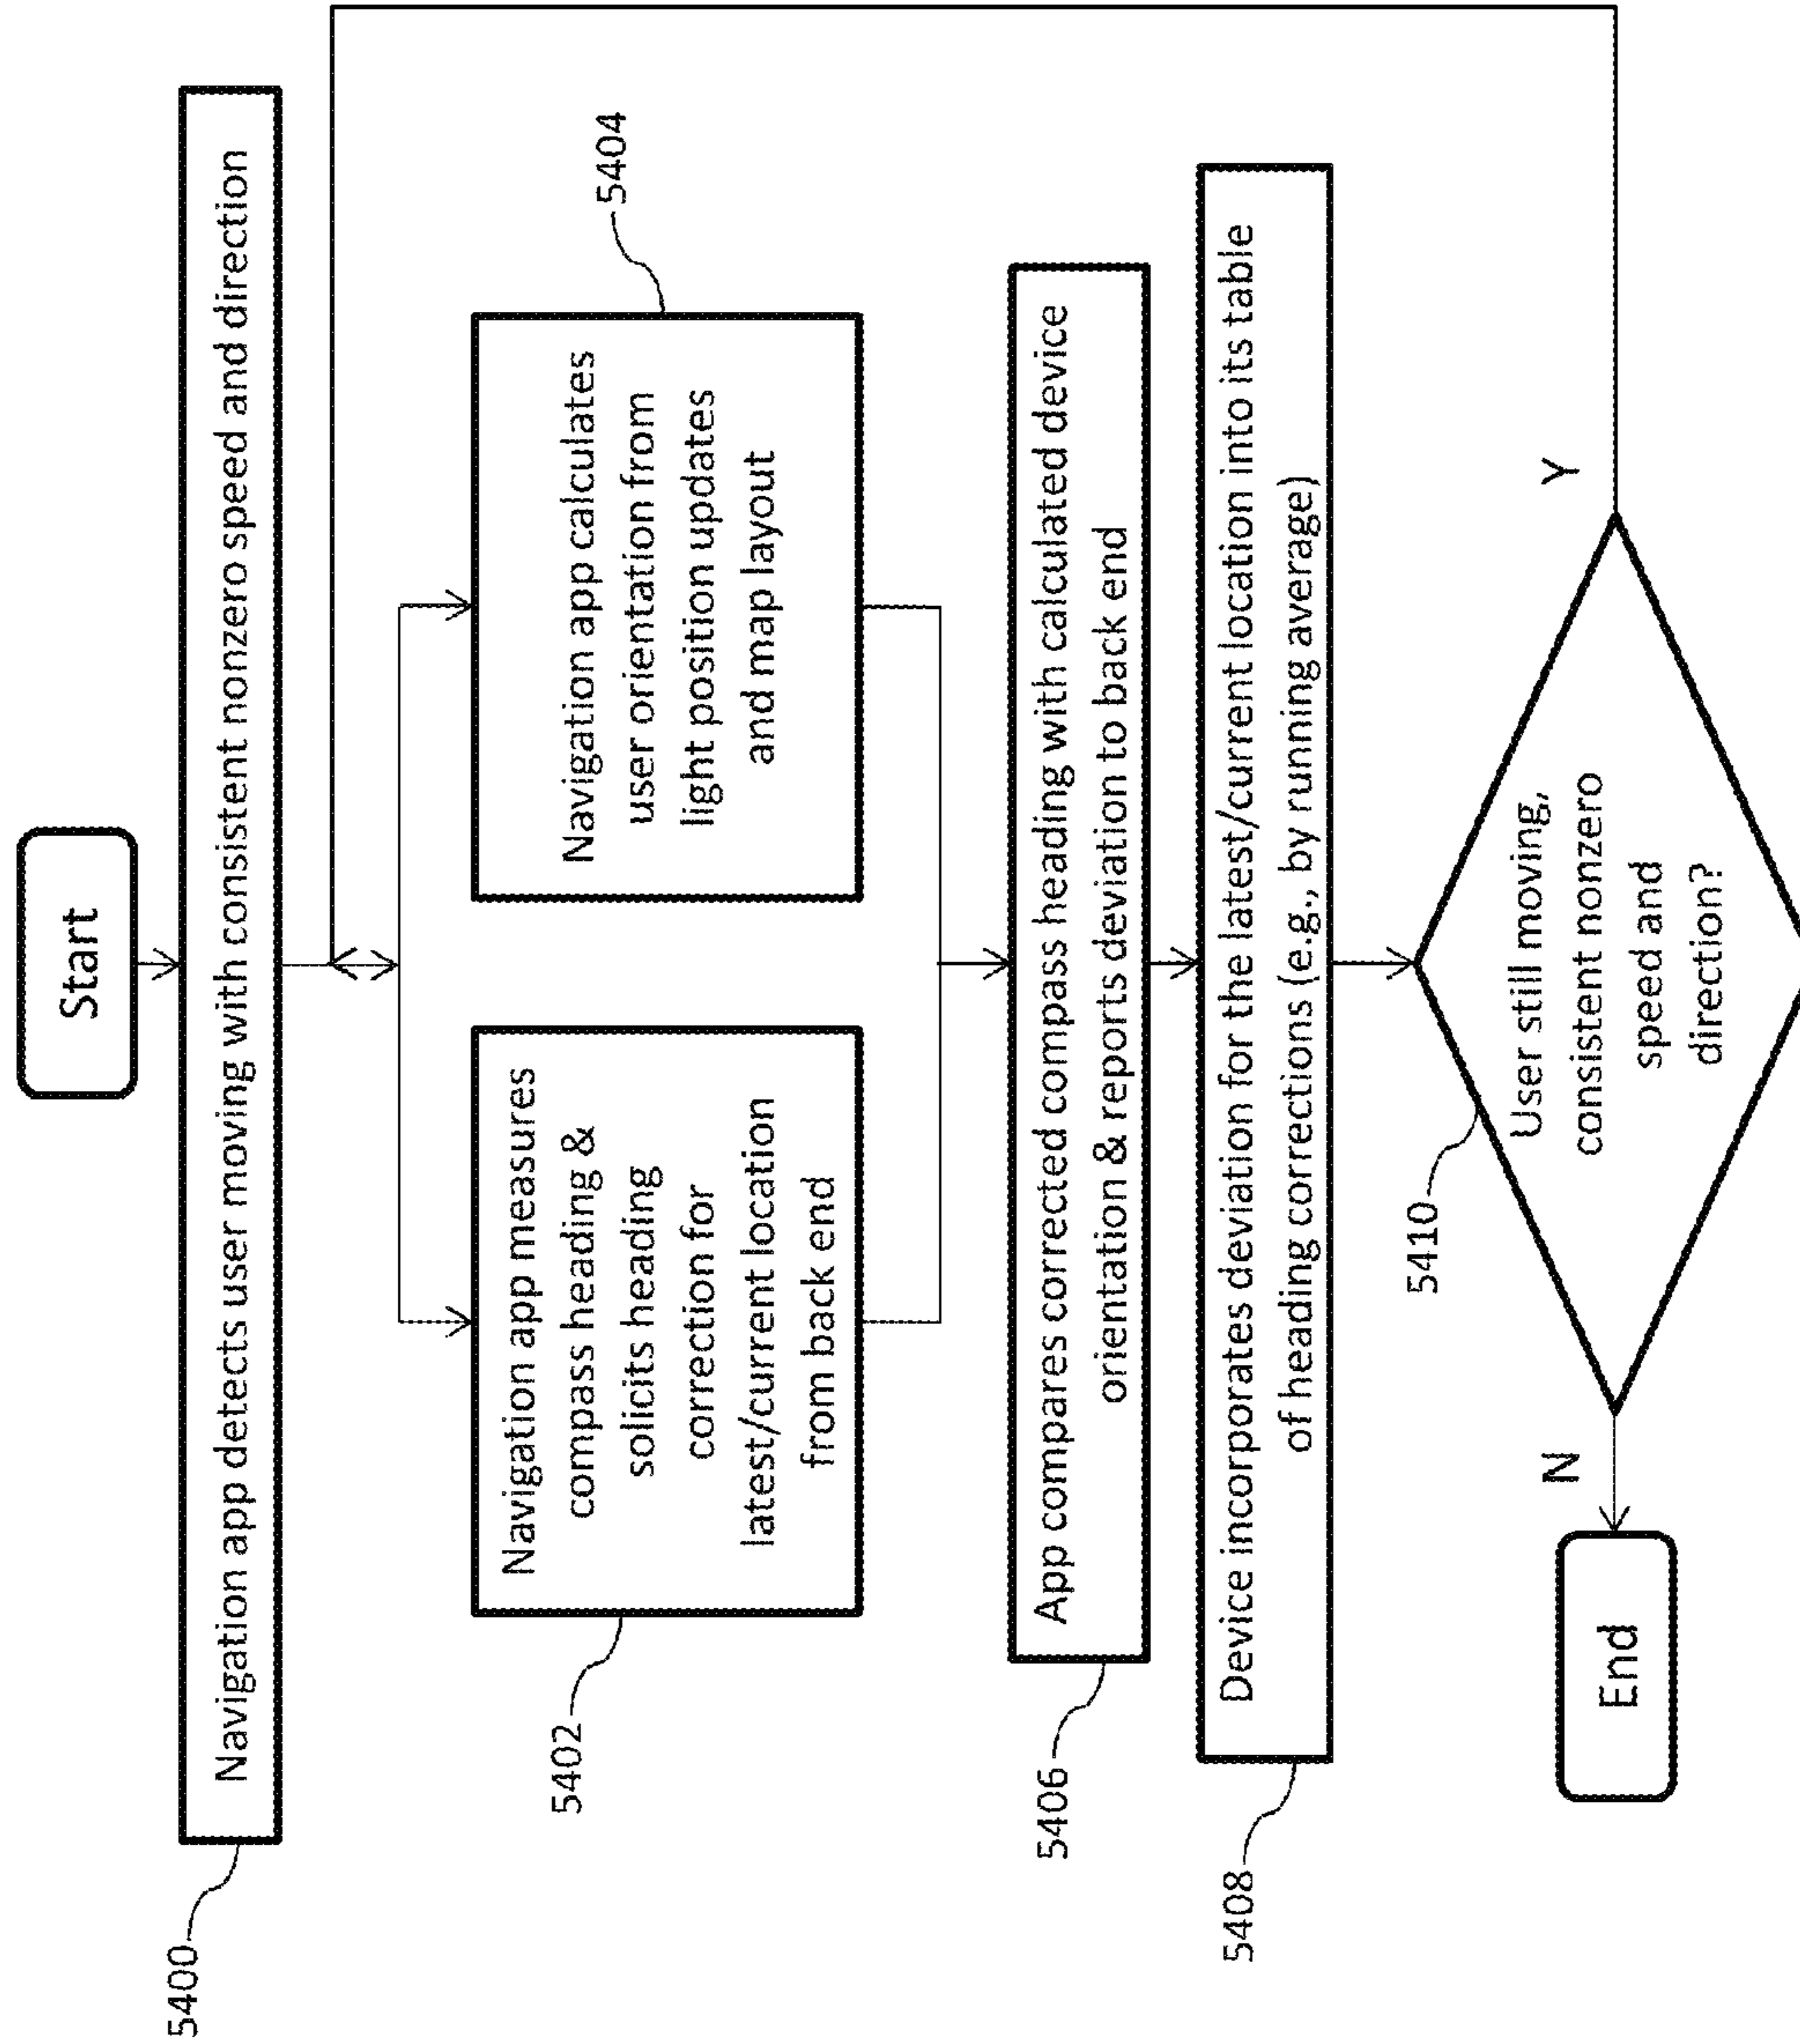 Start
5400
Navigation app detects user moving with consistent nonzero speed and direction
5402
Navigation app measures
compass heading &
solicits heading
correction for
latest/current location
from back end
5404
Navigation app calculates
user orientation from
light position updates
and map layout
5406
App compares corrected compass heading with calculated device
orientation & reports deviation to back end
5408
Device incorporates deviation for the latest/current location into its table
of heading corrections (e.g., by running average)
5410
User still moving,
consistent nonzero
speed and
direction?
N
Y
End